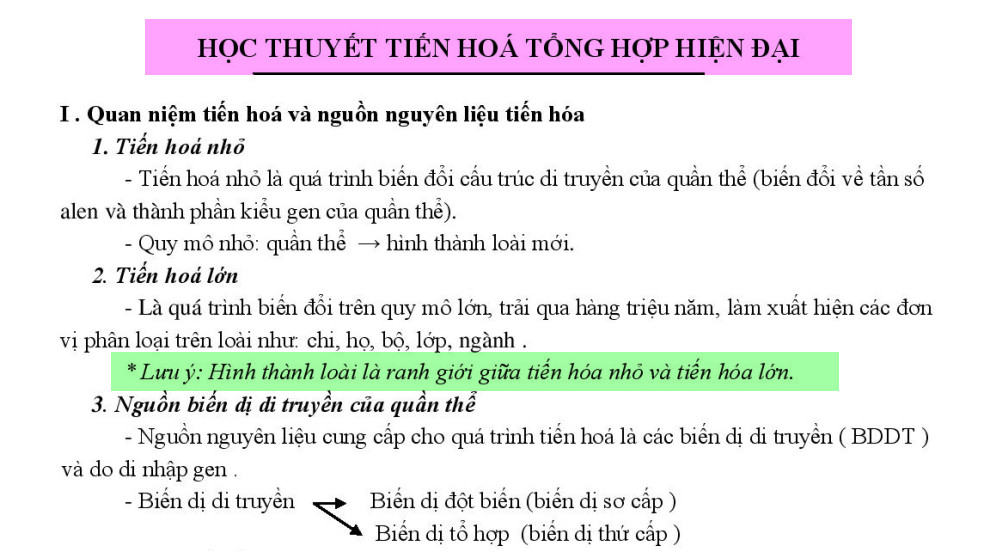 HỌC THUYẾT TIẾN HOÁ TỔNG HỢP HIỆN ĐẠI
I . Quan niệm tiến hoá và nguồn nguyên liệu tiến hóa
1. Tiến hoá nhỏ
- Tiến hoá nhỏ là quá trình biến đổi cấu trúc di truyền của quần thể (biến đổi về tần số
alen và thành phần kiểu gen của quần thể).
- Quy mô nhỏ: quần thể → hình thành loài mới.
2. Tiến hoá lớn
- Là quá trình biến đổi trên quy mô lớn, trải qua hàng triệu năm, làm xuất hiện các đơn
vị phân loại trên loài như: chi, họ, bộ, lớp, ngành .
* Lưu ý: Hình thành loài là ranh giới giữa tiến hóa nhỏ và tiến hóa lớn.
3. Nguồn biến dị di truyền của quần thể
- Nguồn nguyên liệu cung cấp cho quá trình tiến hoá là các biến dị di truyền ( BDDT )
và do di nhập gen .
- Biến dị di truyền Biến dị đột biến (biến dị sơ cấp )
Biến dị tổ hợp (biến dị thứ cấp )